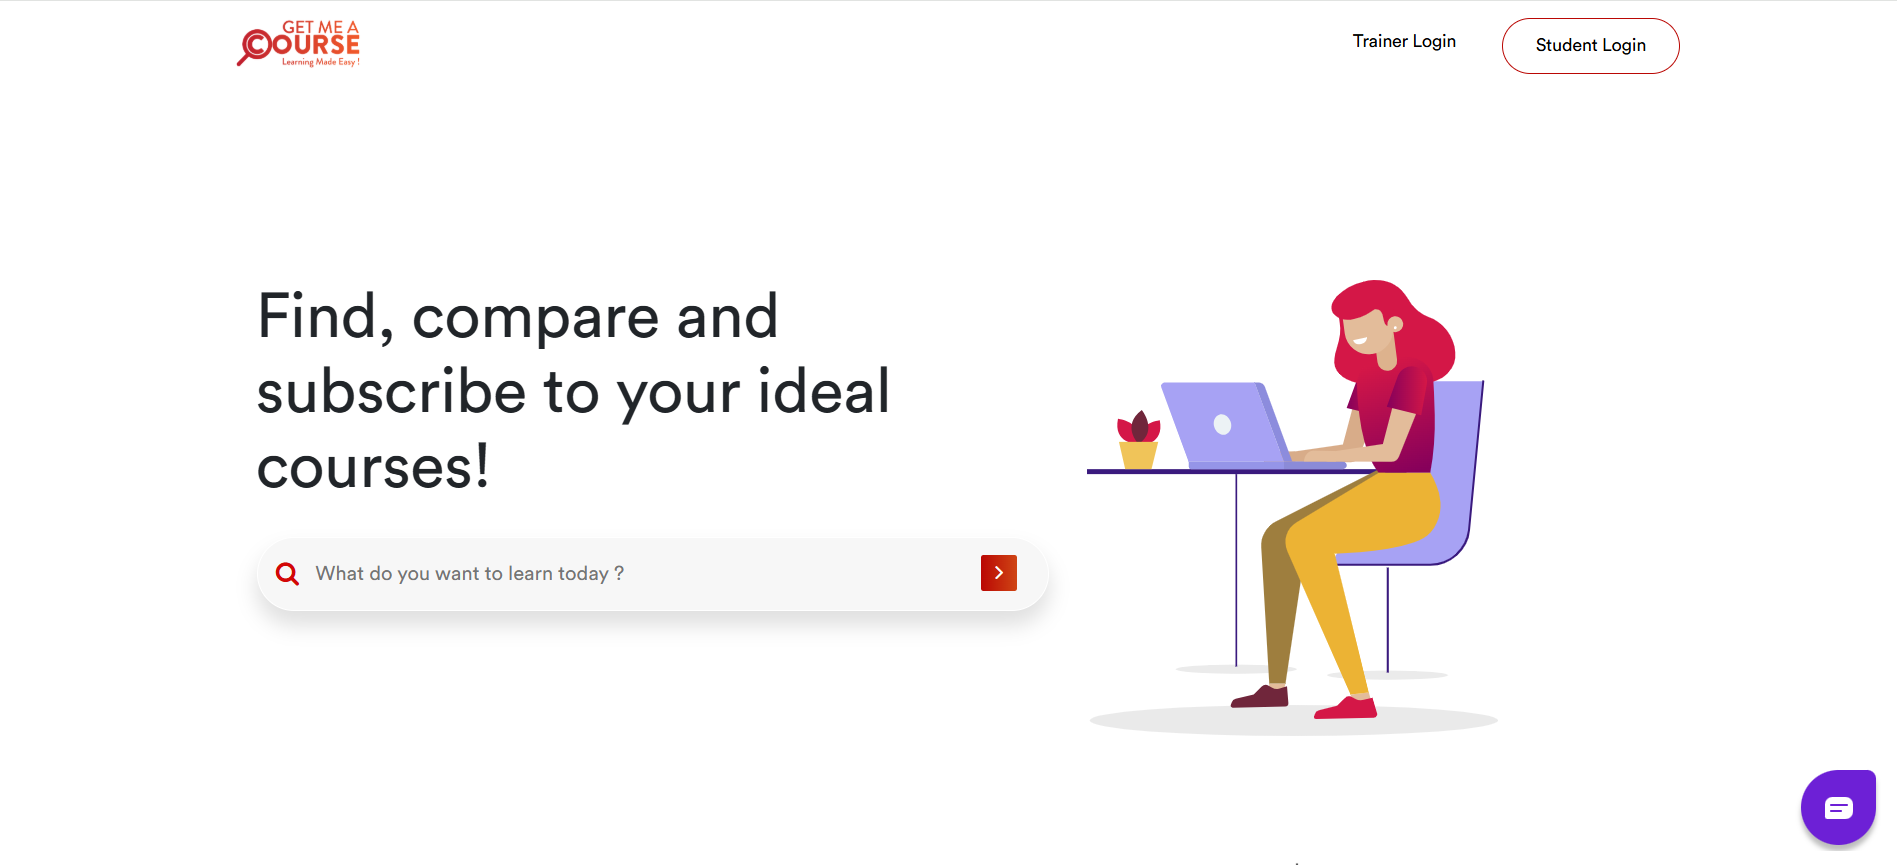 GET ME A
COURSE
Learning Made Easy !
Trainer Login
Student Login
Find, compare and
subscribe to your ideal
courses!
What do you want to learn today ?